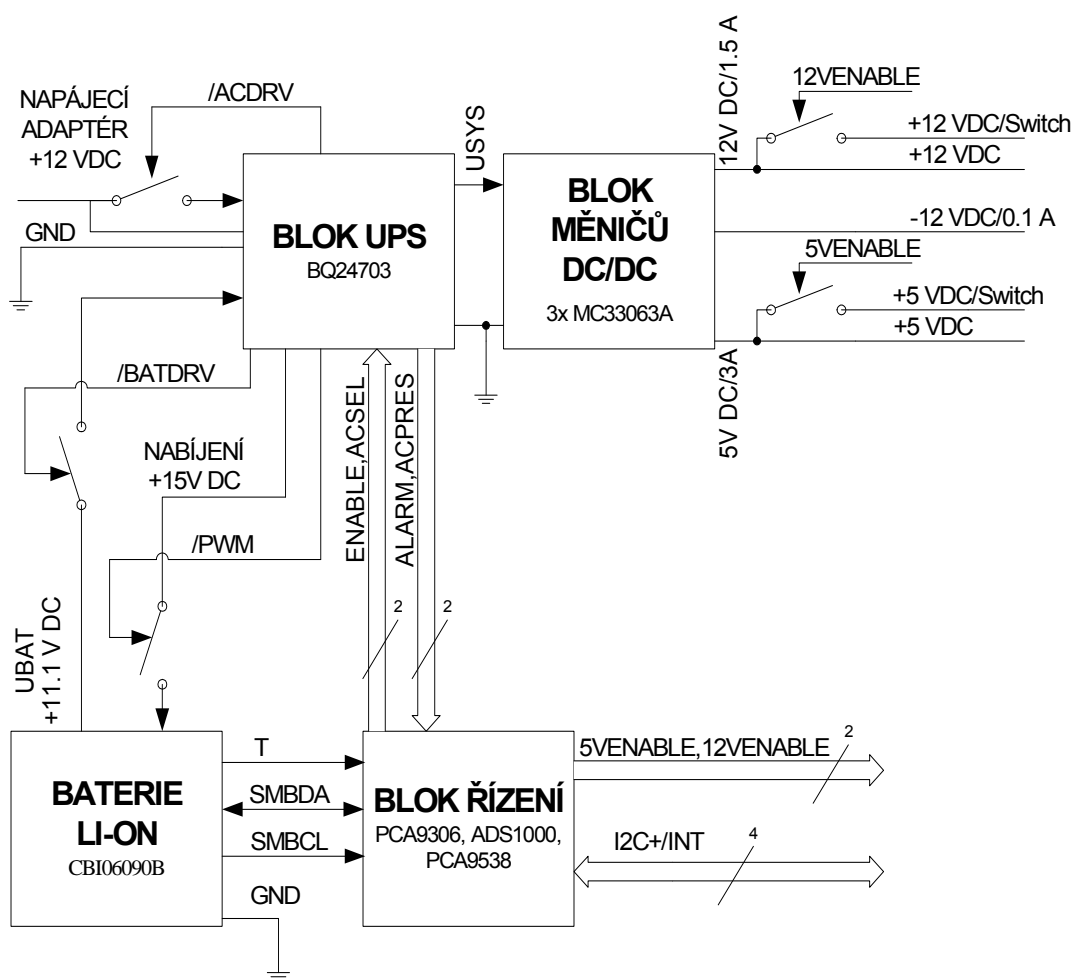 12V DC/1.5 A
12VENABLE
/ACDRV
NAPÁJECÍ
ADAPTÉR
+12 VDC
USYS
+12 VDC/Switch
+12 VDC
BLOK
MĚNIČŮ
DC/DC
3x MC33063A
BLOK UPS
BQ24703
GND
-12 VDC/0.1 A
5VENABLE
+5 VDC/Switch
+5 VDC
5V DC/3A
/BATDRV
NABÍJENÍ
+15V DC
ENABLE,ACSEL
ALARM,ACPRES
/PWM
2
2
UBAT
+11.1 V DC
T
SMBDA
SMBCL
GND
BATERIE
LI-ON
CBI06090B
BLOK ŘÍZENÍ
PCA9306, ADS1000,
PCA9538
5VENABLE,12VENABLE
2
I2C+/INT
4